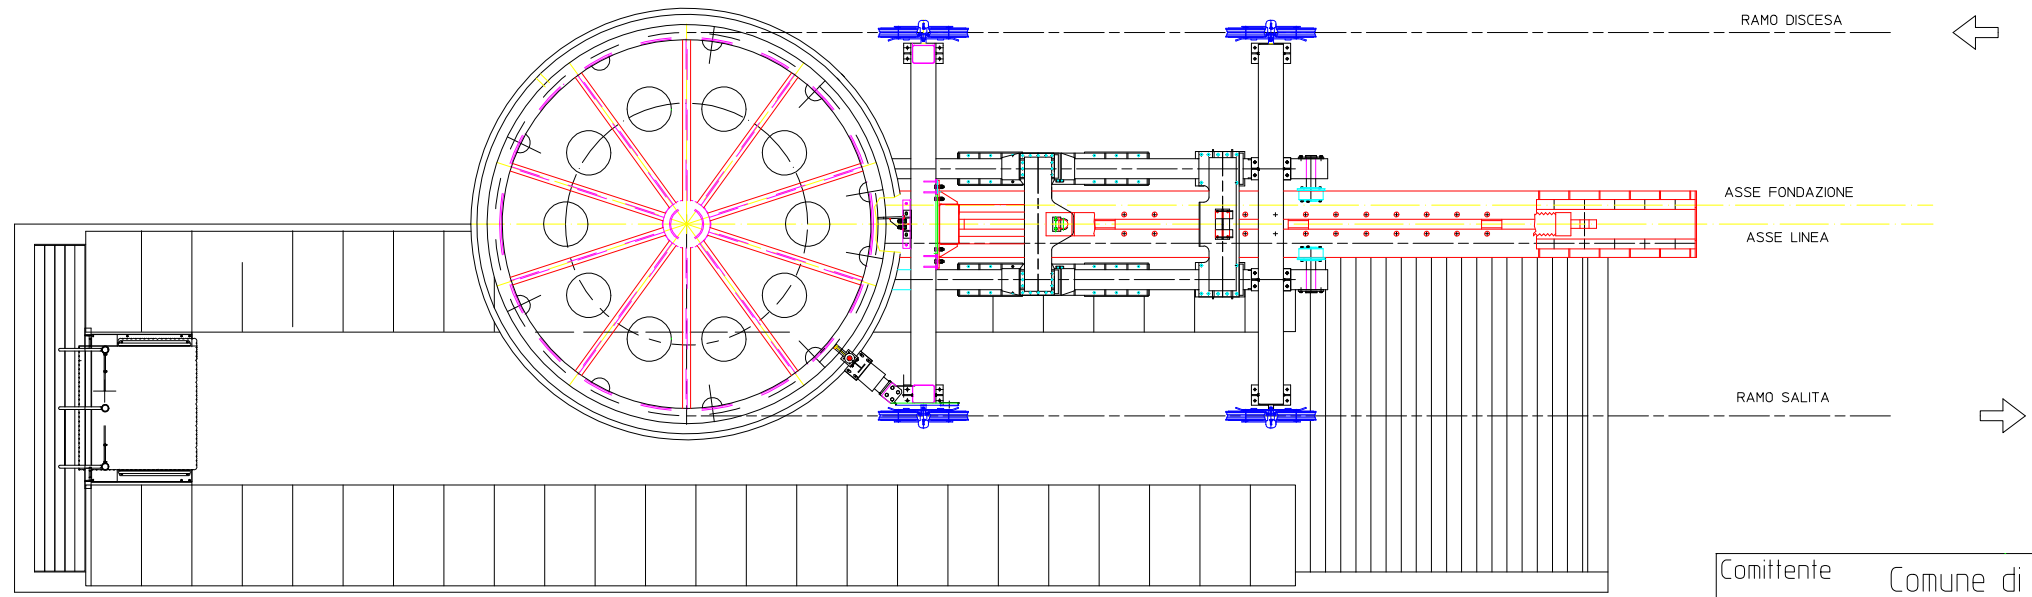 RAMO DISCESA
ASSE FONDAZIONE
ASSE LINEA
RAMO SALITA
Comittente Comune di